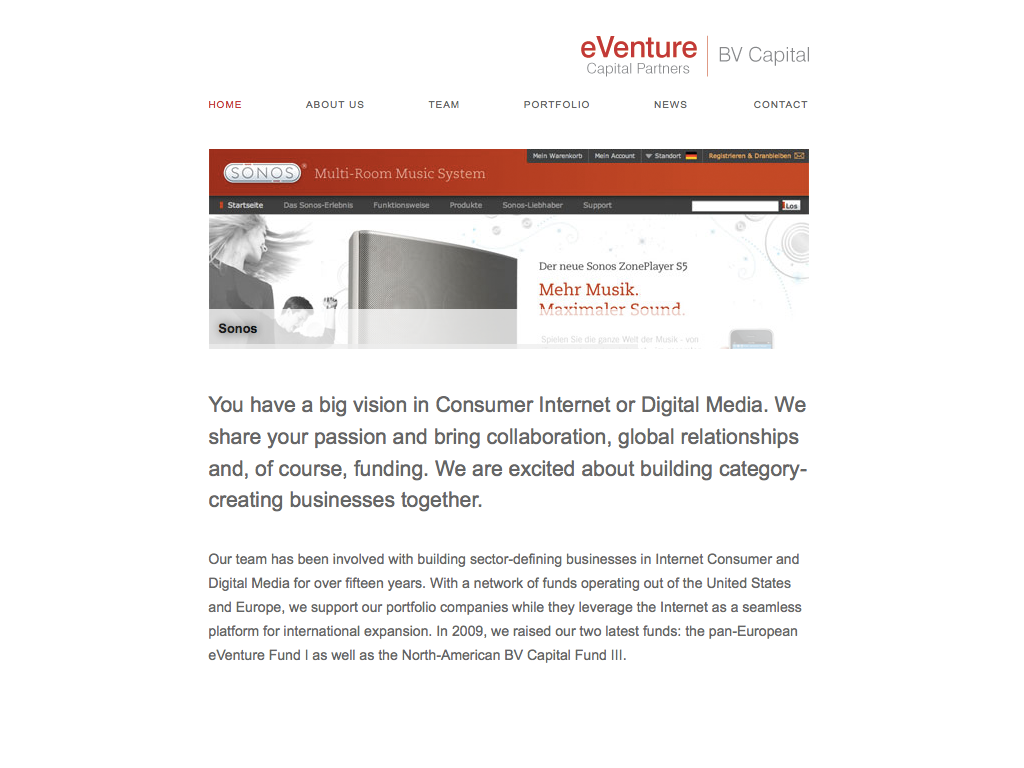 eVenture
Capital Partners
BV Capital
HOME ABOUT US TEAM PORTFOLIO NEWS CONTACT
Mein Warenkorb Mein Account Standort Registrieren & Dranbleiben
SONOS® Multi-Room Music System
Startseite Das Sonos-Erlebnis Funktionsweise Produkte Sonos-Liebhaber Support Los
Der neue Sonos ZonePlayer S5
Mehr Musik.
Maximaler Sound.
Sonos
Spielen Sie die ganze Welt der Musik - von
You have a big vision in Consumer Internet or Digital Media. We
share your passion and bring collaboration, global relationships
and, of course, funding. We are excited about building category-
creating businesses together.
Our team has been involved with building sector-defining businesses in Internet Consumer and
Digital Media for over fifteen years. With a network of funds operating out of the United States
and Europe, we support our portfolio companies while they leverage the Internet as a seamless
platform for international expansion. In 2009, we raised our two latest funds: the pan-European
eVenture Fund I as well as the North-American BV Capital Fund III.